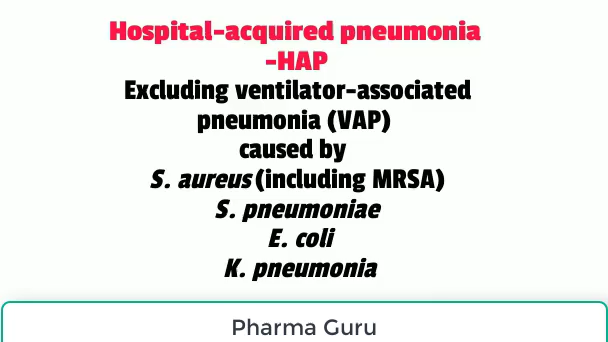 Hospital-acquired pneumonia
-HAP
Excluding ventilator-associated
pneumonia (VAP)
caused by
S. aureus (including MRSA)
S. pneumoniae
E. coli
K. pneumonia
Pharma Guru